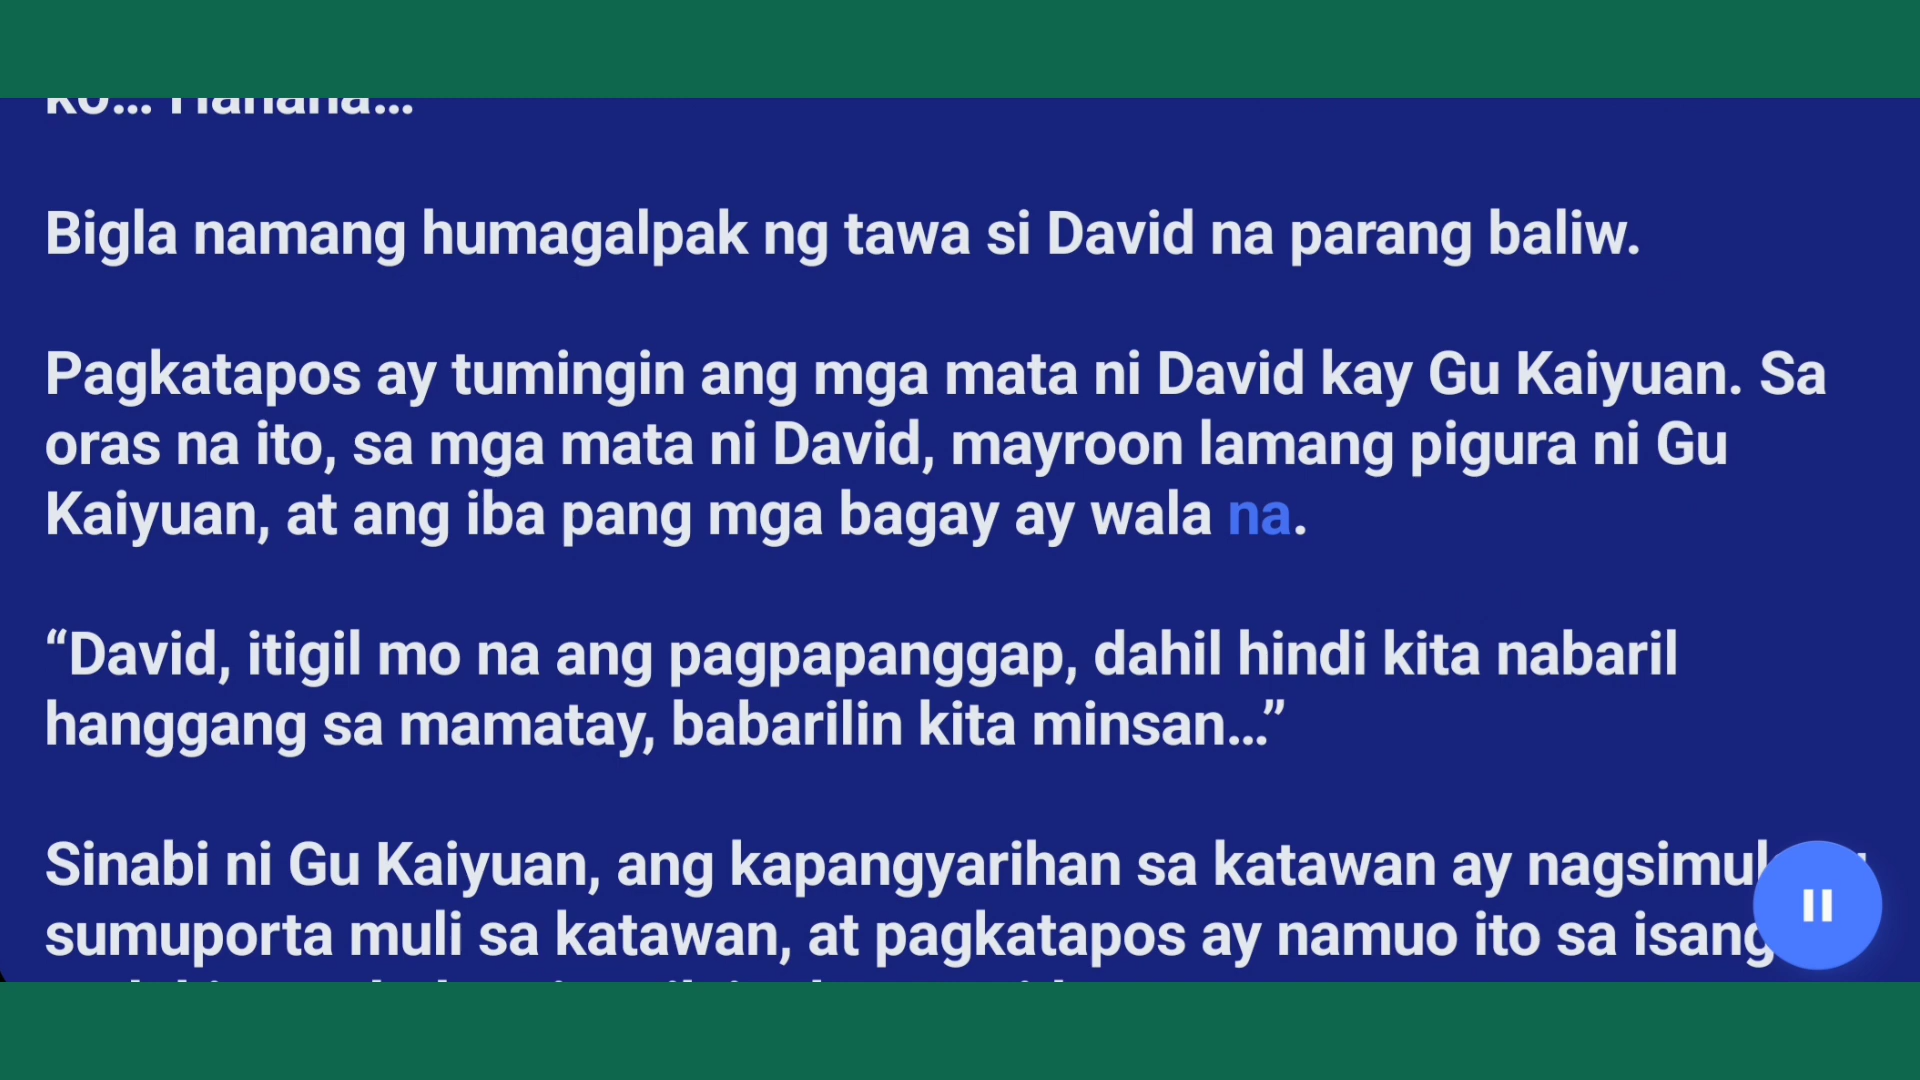 ko... Hahaha...
Bigla namang humagalpak ng tawa si David na parang baliw.
Pagkatapos ay tumingin ang mga mata ni David kay Gu Kaiyuan. Sa
oras na ito, sa mga mata ni David, mayroon lamang pigura ni Gu
Kaiyuan, at ang iba pang mga bagay ay wala na.
“David, itigil mo na ang pagpapanggap, dahil hindi kita nabaril
hanggang sa mamatay, babarilin kita minsan...”
Sinabi ni Gu Kaiyuan, ang kapangyarihan sa katawan ay
sumuporta muli sa katawan, at pagkatapos ay namuo ito sa isang